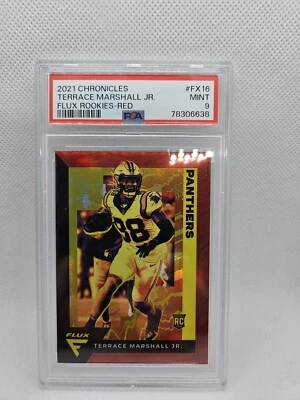 2021 CHRONICLES #FX16
TERRACE MARSHALL JR. MINT
FLUX ROOKIES-RED 9
PSA 78306638
PANTHERS
88
RC
FLUX
TERRACE MARSHALL JR.